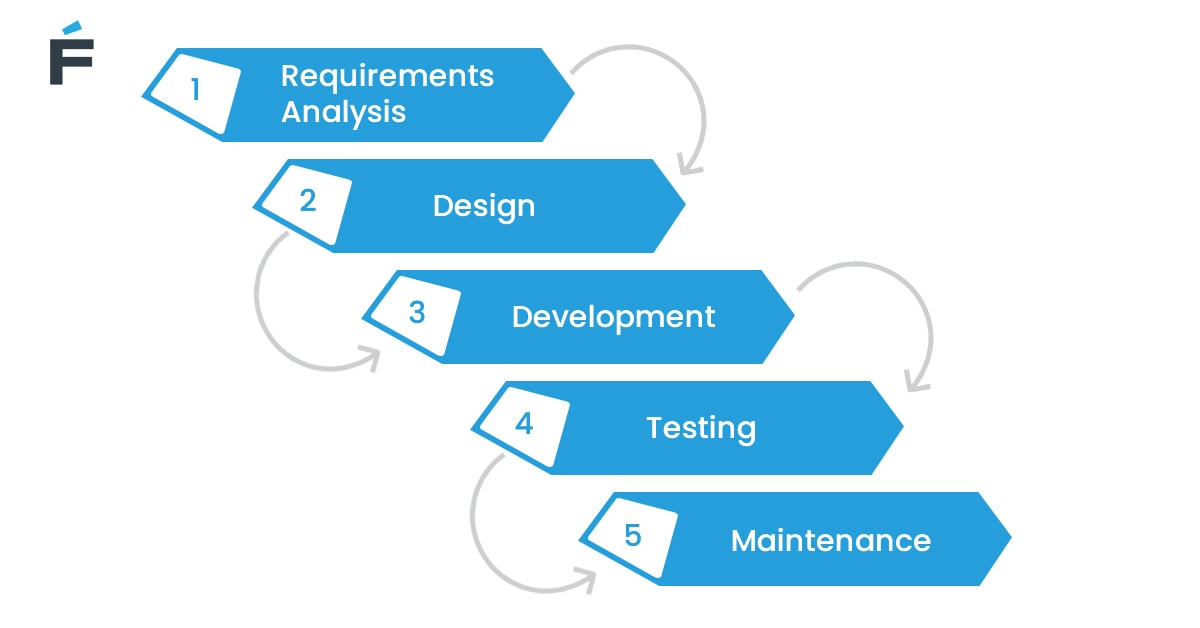 É
1
Requirements
Analysis
2
Design
3
Development
4
Testing
5
Maintenance